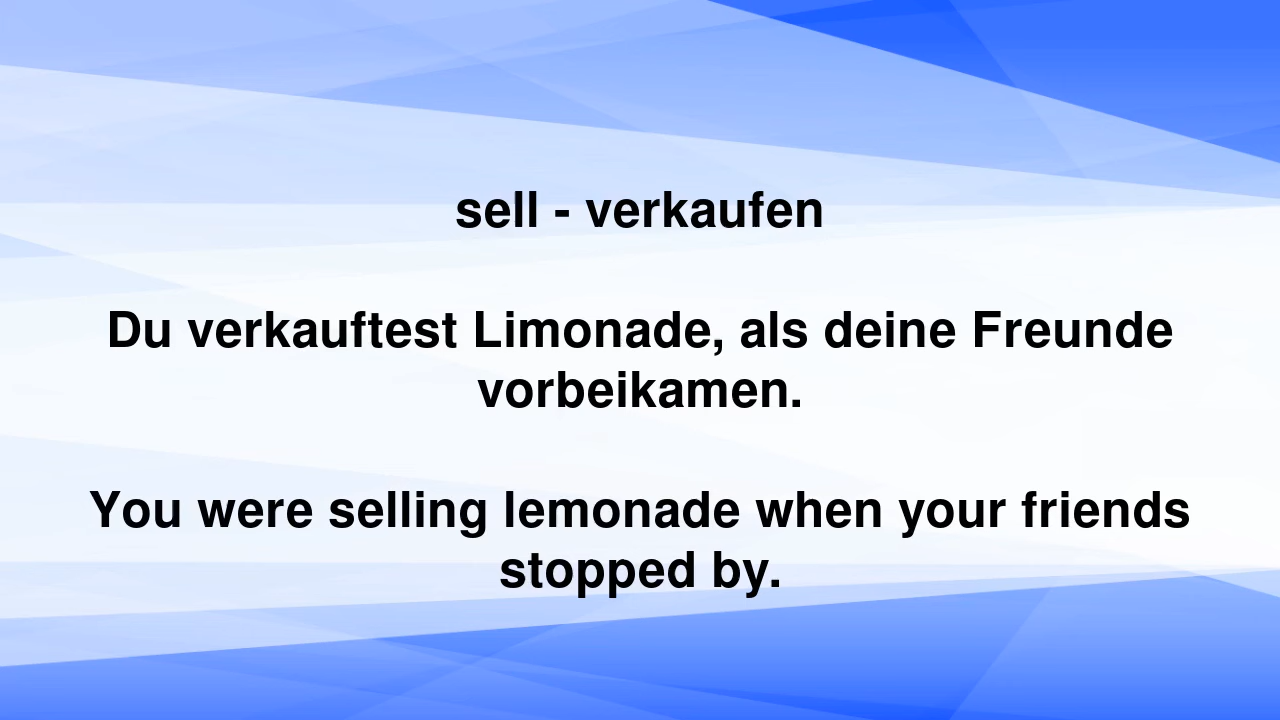 sell - verkaufen
Du verkauftest Limonade, als deine Freunde
vorbeikamen.
You were selling lemonade when your friends
stopped by.